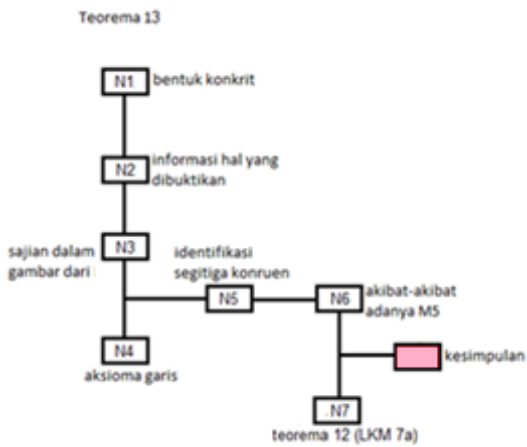 Teorema 13
N1 bentuk konkrit
N2 informasi hal yang
dibuktikan
sajian dalam N3
gambar dari
identifikasi
segitiga konruen
N5
N6 akibat-akibat
adanya M5
N4
aksioma garis
kesimpulan
.N7
teorema 12 (LKM 7a)